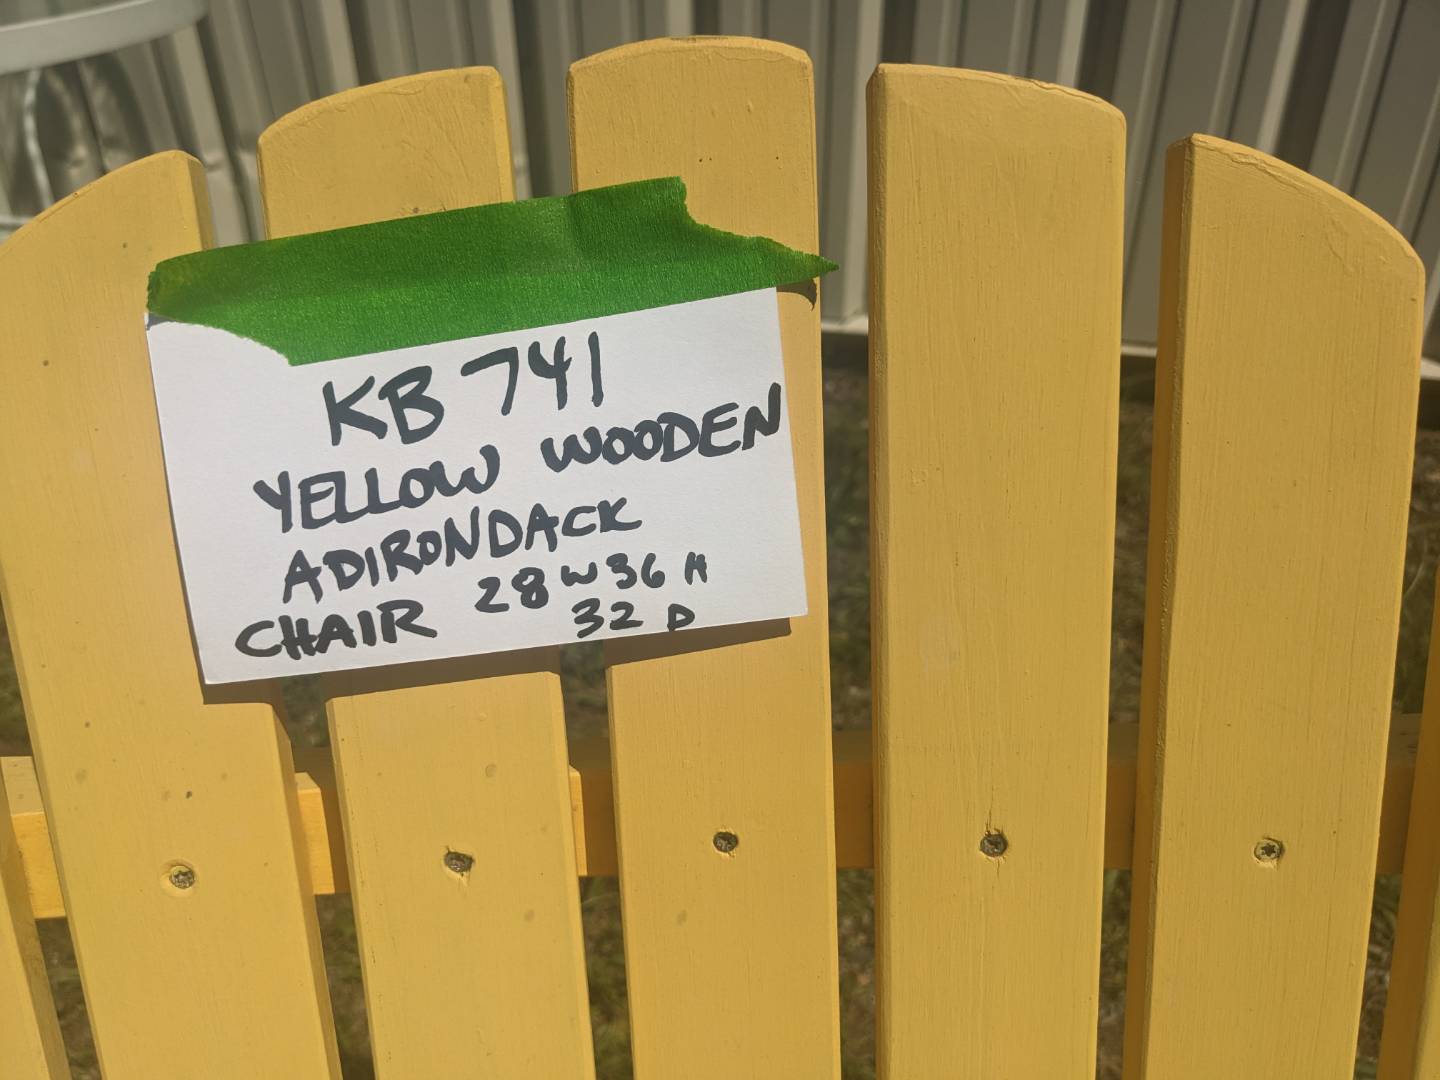 KB 741
YELLOW WOODEN
ADIRONDACK
CHAIR 28 W 36 H
32 D